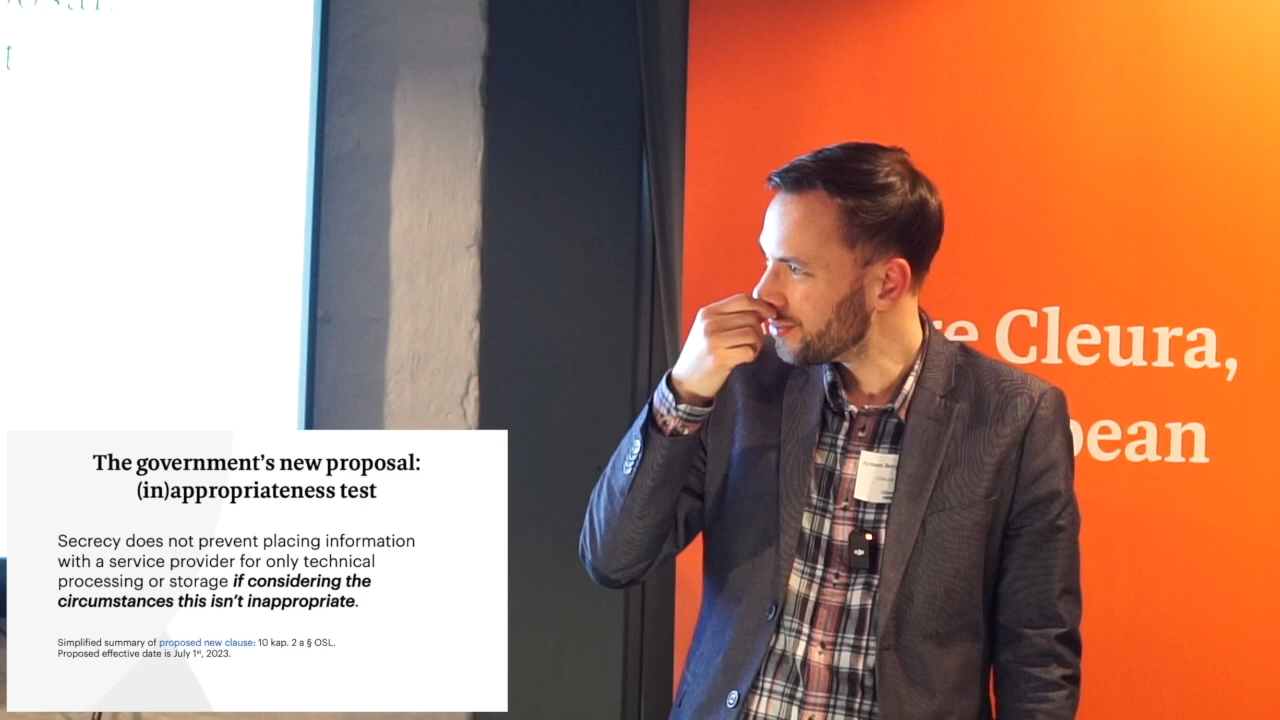 re Cleura,
pean
The government's new proposal:
(in)appropriateness test
Secrecy does not prevent placing information
with a service provider for only technical
processing or storage if considering the
circumstances this isn't inappropriate.
Simplified summary of proposed new clause: 10 kap. 2 a § OSL.
Proposed effective date is July 1st, 2023.